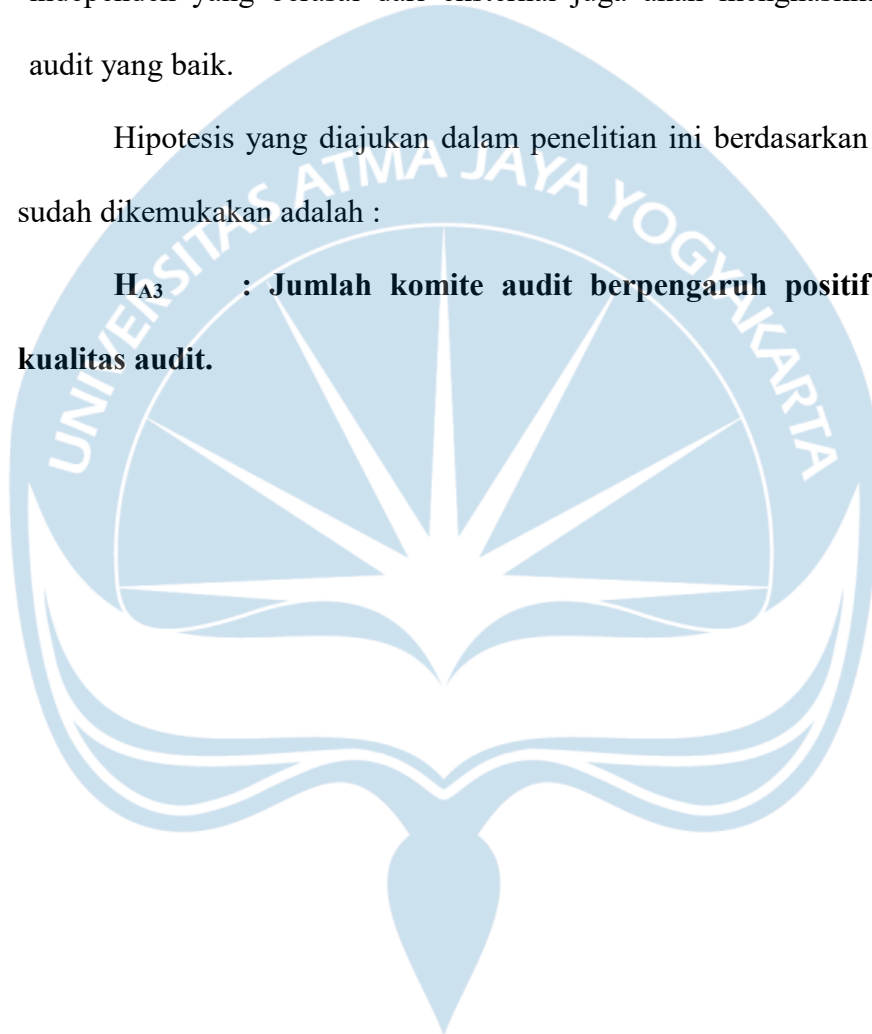 audit yang baik.
Hipotesis yang diajukan dalam penelitian ini berdasarkan
sudah dikemukakan adalah :
H_A3 : Jumlah komite audit berpengaruh positif
kualitas audit.
UNIVERSITAS ATMA JAYA YOGYAKARTA